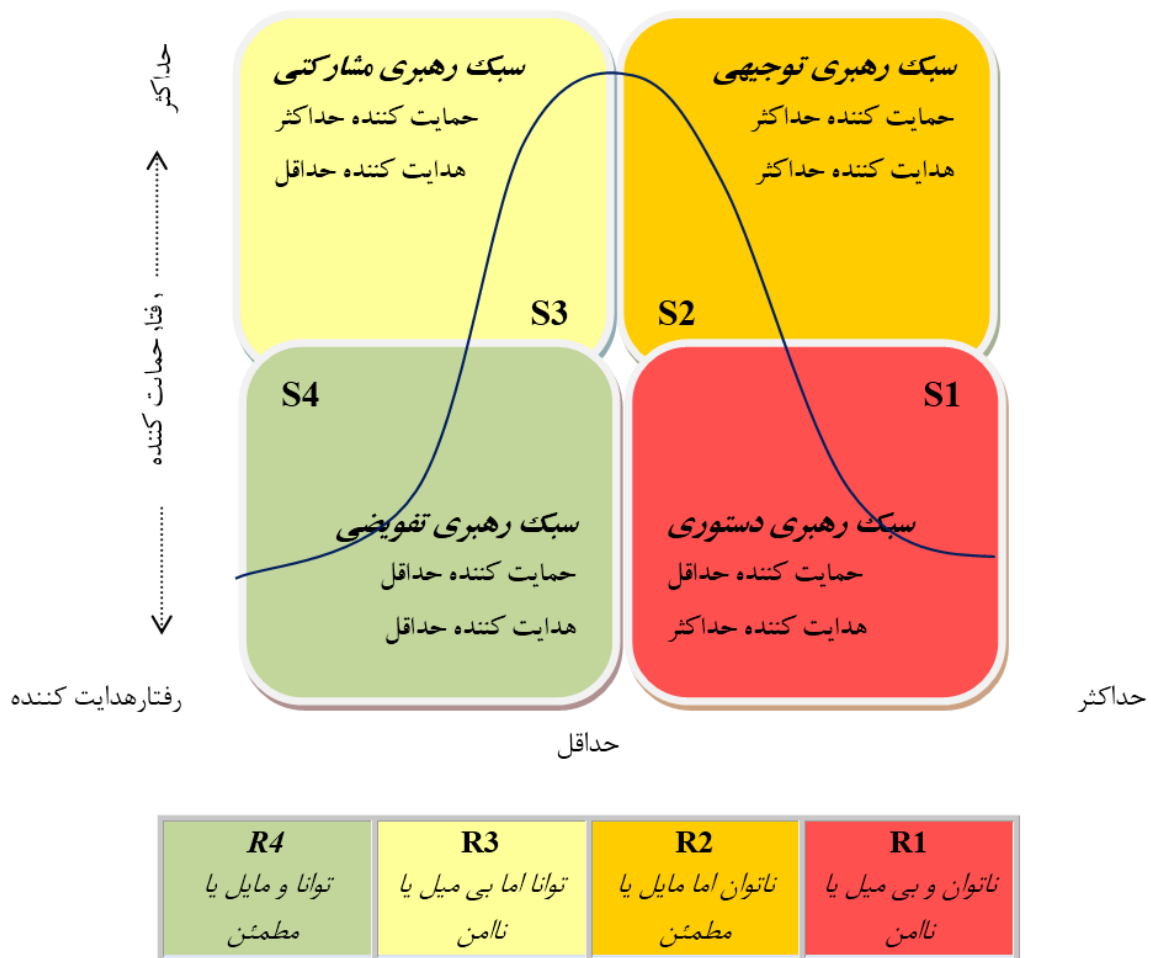 حداکثر
رفتار حمایت کننده
سبک رهبری توجیهی
حمایت کننده حداکثر
هدایت کننده حداکثر
S2
سبک رهبری مشارکتی
حمایت کننده حداکثر
هدایت کننده حداقل
S3
S1
سبک رهبری دستوری
حمایت کننده حداقل
هدایت کننده حداکثر
S4
سبک رهبری تفویضی
حمایت کننده حداقل
هدایت کننده حداقل
حداکثر
رفتارهدایت کننده
حداقل
R1
ناتوان و بی میل یا
ناامن
R2
ناتوان اما مایل یا
مطمئن
R3
توانا اما بی میل یا
ناامن
R4
توانا و مایل یا
مطمئن